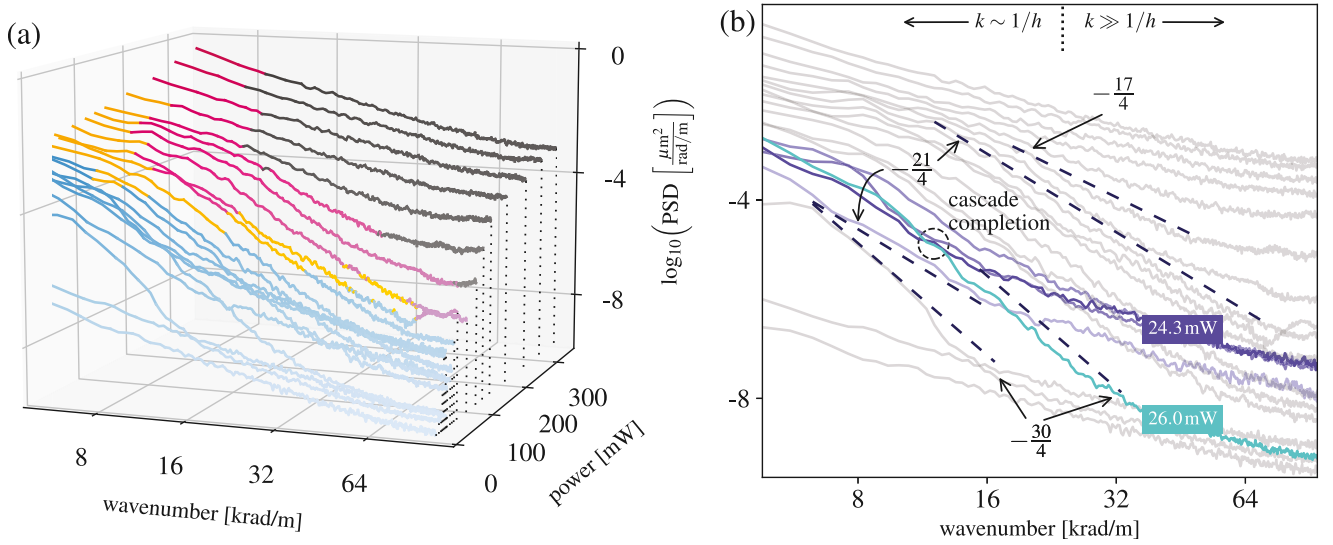 (a)
0
-4
-8
8
16
32
64
0
100
200
300
wavenumber [krad/m]
power [mW]
(b)
k ∼ 1/h
k ≫ 1/h
log10(PSD [μm²/rad/m])
-4
-8
−17/4
−21/4
cascade
completion
24.3 mW
26.0 mW
−30/4
8
16
32
64
wavenumber [krad/m]